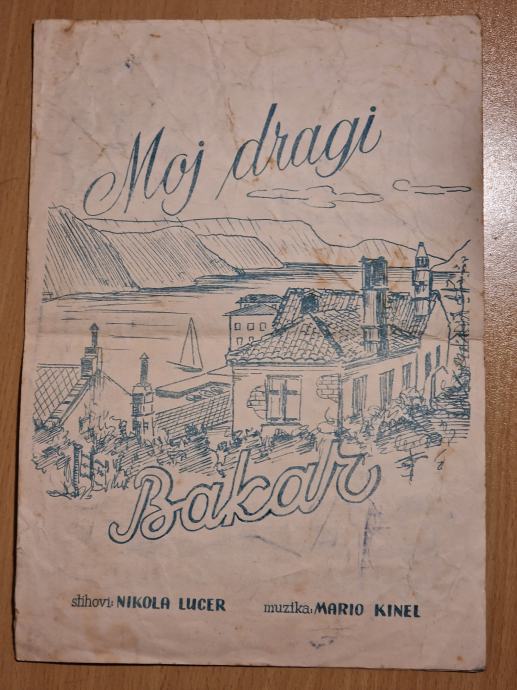 Moj dragi
Bakar
stihovi: NIKOLA LUCER muzika: MARIO KINEL